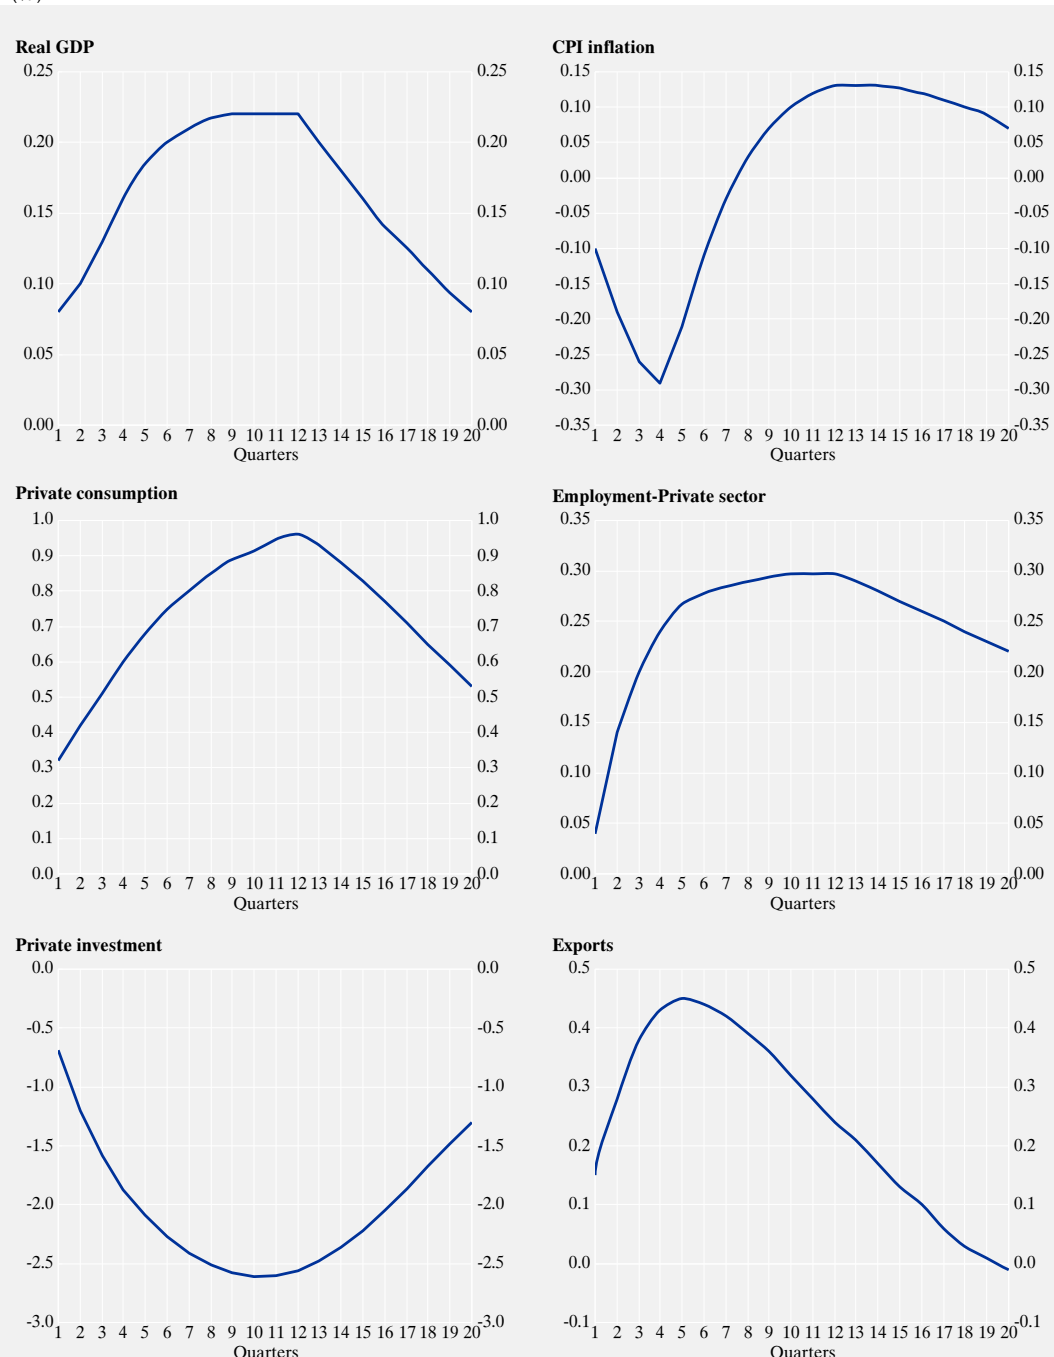 Real GDP
0.25 0.25
0.20 0.20
0.15 0.15
0.10 0.10
0.05 0.05
0.00 0.00
1 2 3 4 5 6 7 8 9 10 11 12 13 14 15 16 17 18 19 20
Quarters
CPI inflation
0.15 0.15
0.10 0.10
0.05 0.05
0.00 0.00
-0.05 -0.05
-0.10 -0.10
-0.15 -0.15
-0.20 -0.20
-0.25 -0.25
-0.30 -0.30
-0.35 -0.35
1 2 3 4 5 6 7 8 9 10 11 12 13 14 15 16 17 18 19 20
Quarters
Private consumption
1.0 1.0
0.9 0.9
0.8 0.8
0.7 0.7
0.6 0.6
0.5 0.5
0.4 0.4
0.3 0.3
0.2 0.2
0.1 0.1
0.0 0.0
1 2 3 4 5 6 7 8 9 10 11 12 13 14 15 16 17 18 19 20
Quarters
Employment-Private sector
0.35 0.35
0.30 0.30
0.25 0.25
0.20 0.20
0.15 0.15
0.10 0.10
0.05 0.05
0.00 0.00
1 2 3 4 5 6 7 8 9 10 11 12 13 14 15 16 17 18 19 20
Quarters
Private investment
0.0 0.0
-0.5 -0.5
-1.0 -1.0
-1.5 -1.5
-2.0 -2.0
-2.5 -2.5
-3.0 -3.0
1 2 3 4 5 6 7 8 9 10 11 12 13 14 15 16 17 18 19 20
Quarters
Exports
0.5 0.5
0.4 0.4
0.3 0.3
0.2 0.2
0.1 0.1
0.0 0.0
-0.1 -0.1
1 2 3 4 5 6 7 8 9 10 11 12 13 14 15 16 17 18 19 20
Quarters